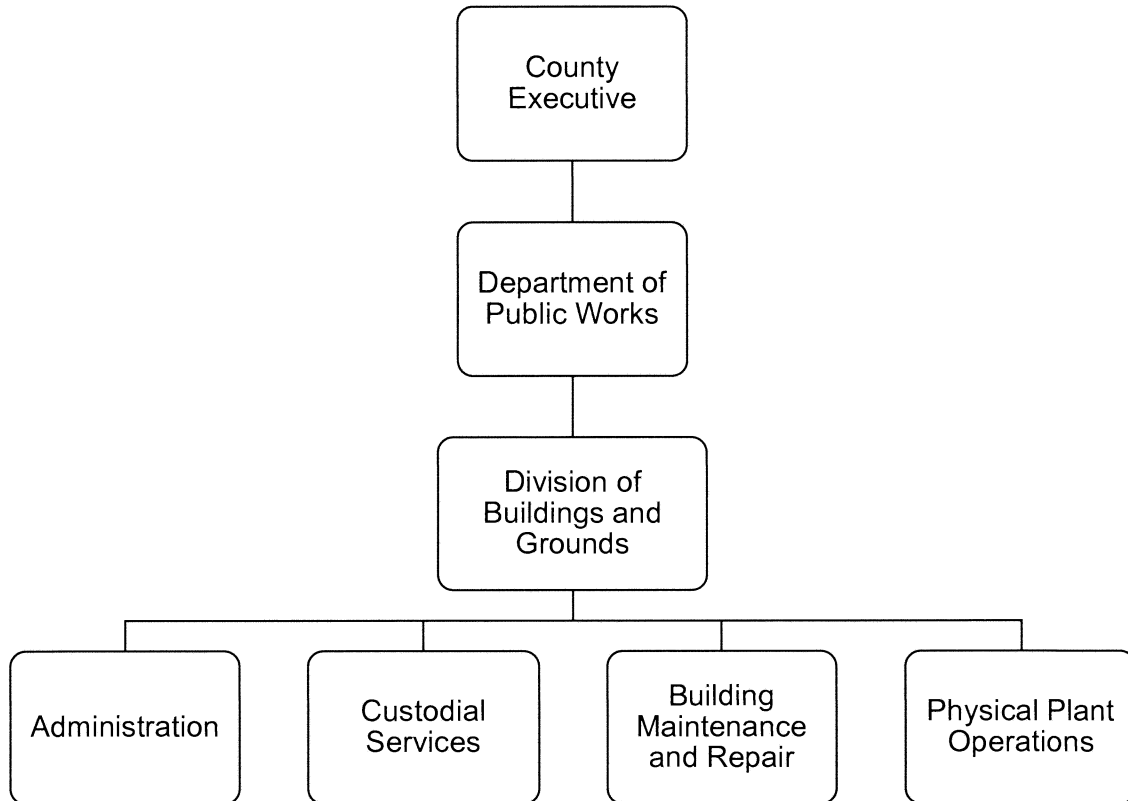 County
Executive
Department of
Public Works
Division of
Buildings and
Grounds
Administration
Custodial
Services
Building
Maintenance
and Repair
Physical Plant
Operations